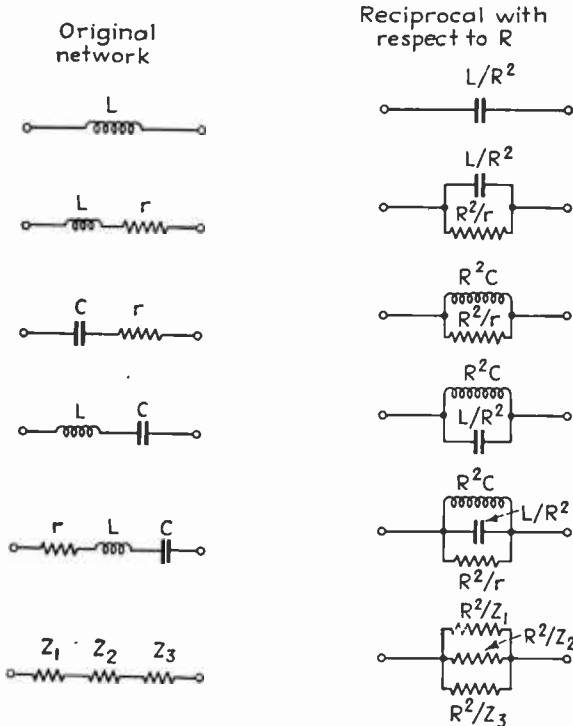 Original
network
Reciprocal with
respect to R
L
L/R²
L r
L/R²
R²/r
C r
R²C
R²/r
L C
R²C
L/R²
r L C
R²C
L/R²
R²/r
Z₁ Z₂ Z₃
R²/Z₁
R²/Z₂
R²/Z₃